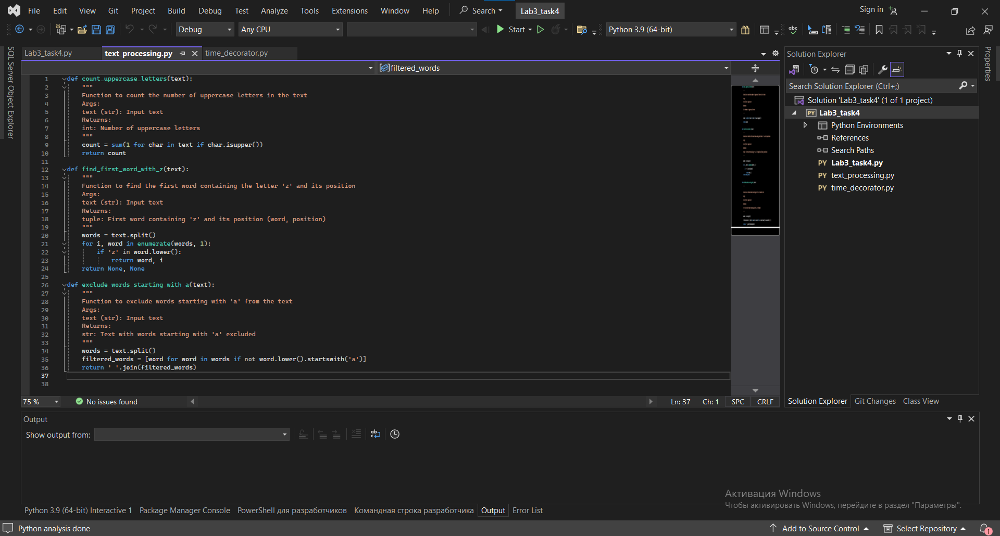 File Edit View Git Project Build Debug Test Analyze Tools Extensions Window Help Search Lab3_task4 Sign in
Debug Any CPU Start Python 3.9 (64-bit)
SQL Server Object Explorer
Lab3_task4.py text_processing.py time_decorator.py
filtered_words
1 def count_uppercase_letters(text):
2 """
3 Function to count the number of uppercase letters in the text
4 Args:
5 text (str): Input text
6 Returns:
7 int: Number of uppercase letters
8 """
9 count = sum(1 for char in text if char.isupper())
10 return count
11
12 def find_first_word_with_z(text):
13 """
14 Function to find the first word containing the letter 'z' and its position
15 Args:
16 text (str): Input text
17 Returns:
18 tuple: First word containing 'z' and its position (word, position)
19 """
20 words = text.split()
21 for i, word in enumerate(words, 1):
22 if 'z' in word.lower():
23 return word, i
24 return None, None
25
26 def exclude_words_starting_with_a(text):
27 """
28 Function to exclude words starting with 'a' from the text
29 Args:
30 text (str): Input text
31 Returns:
32 str: Text with words starting with 'a' excluded
33 """
34 words = text.split()
35 filtered_words = [word for word in words if not word.lower().startswith('a')]
36 return ' '.join(filtered_words)
37
38
75 % No issues found Ln: 37 Ch: 1 SPC CRLF
Solution Explorer
Search Solution Explorer (Ctrl+;)
Solution 'Lab3_task4' (1 of 1 project)
PY Lab3_task4
Python Environments
References
Search Paths
PY Lab3_task4.py
PY text_processing.py
PY time_decorator.py
Solution Explorer Git Changes Class View
Properties
Output
Show output from:
Активация Windows
Чтобы активировать Windows, перейдите в раздел "Параметры".
Python 3.9 (64-bit) Interactive 1 Package Manager Console PowerShell для разработчиков Командная строка разработчика Output Error List
Python analysis done Add to Source Control Select Repository 1